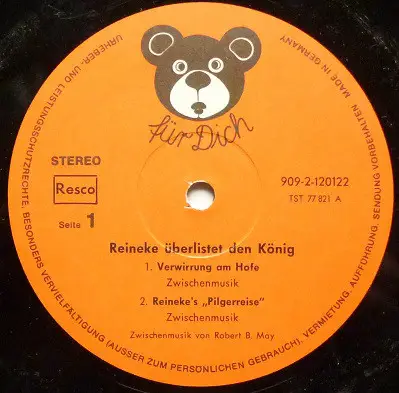 URHEBER- UND LEISTUNGSSCHUTZRECHTE. BESONDERS VERVIELFÄLTIGUNG (AUSSER ZUM PERSÖNLICHEN GEBRAUCH), VERMIETUNG, AUFFÜHRUNG, SENDUNG VORBEHALTEN MADE IN GERMANY
für Dich
STEREO
Resco
Seite 1
909-2-120122
TST 77 821 A
Reineke überlistet den König
1. Verwirrung am Hofe
Zwischenmusik
2. Reineke's „Pilgerreise"
Zwischenmusik
Zwischenmusik von Robert B. May